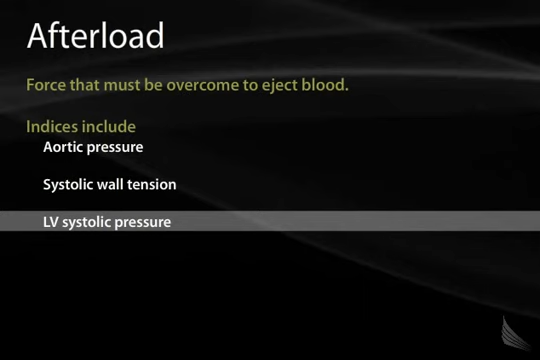 Afterload
Force that must be overcome to eject blood.
Indices include
Aortic pressure
Systolic wall tension
LV systolic pressure